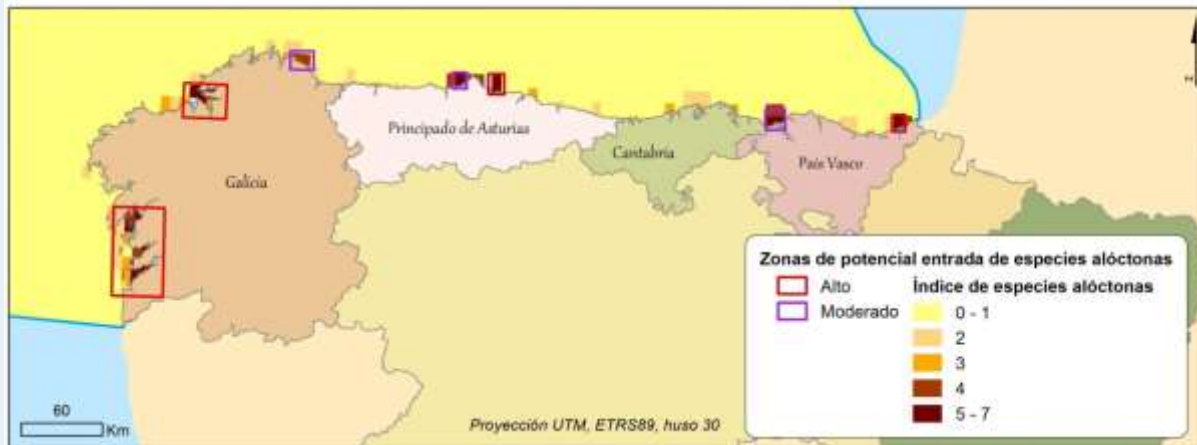 Galicia
Principado de Asturias
Cantabria
País Vasco
Zonas de potencial entrada de especies alóctonas
Alto
Moderado
Índice de especies alóctonas
0 - 1
2
3
4
5 - 7
60
Km
Proyección UTM, ETRS89, huso 30